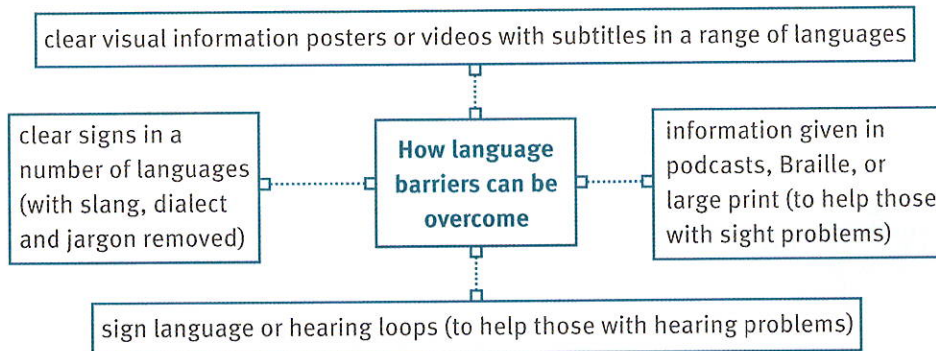 clear visual information posters or videos with subtitles in a range of languages
clear signs in a
number of languages
(with slang, dialect
and jargon removed)
How language
barriers can be
overcome
information given in
podcasts, Braille, or
large print (to help those
with sight problems)
sign language or hearing loops (to help those with hearing problems)